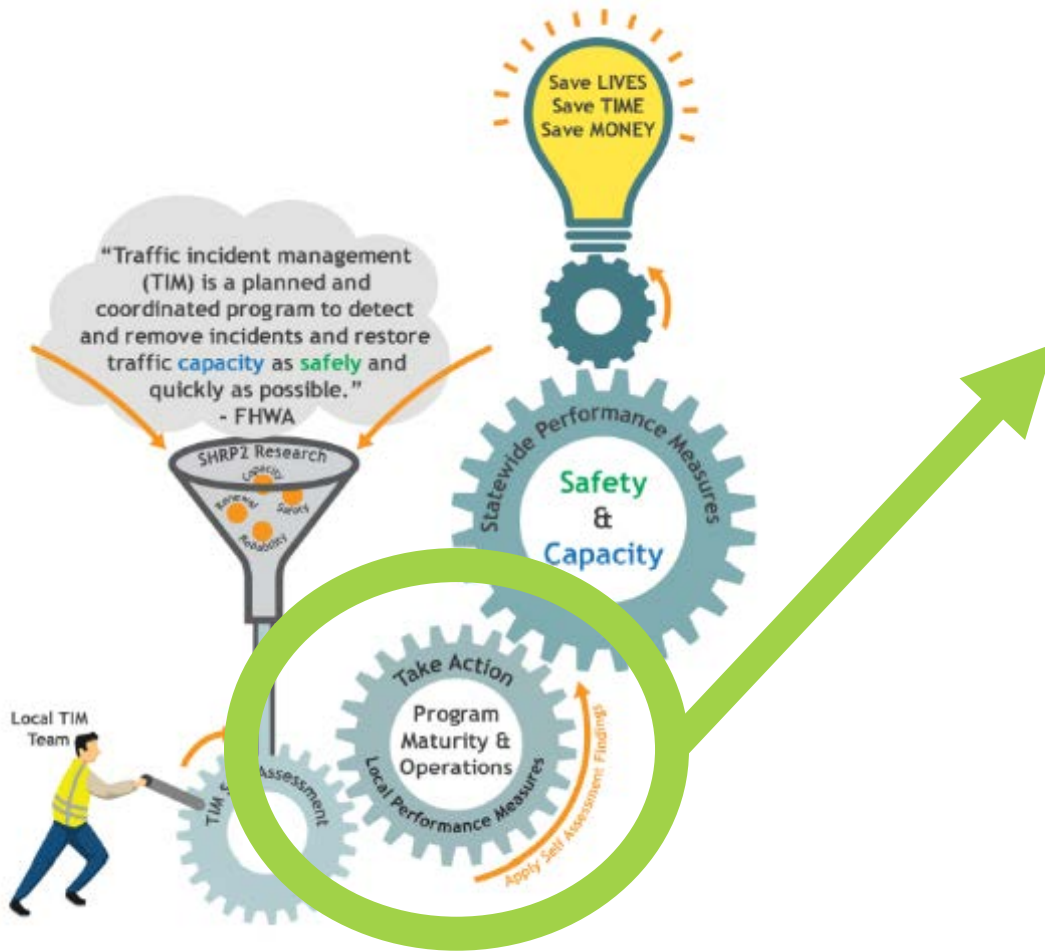 Save LIVES
Save TIME
Save MONEY
“Traffic incident management
(TIM) is a planned and
coordinated program to detect
and remove incidents and restore
traffic capacity as safely and
quickly as possible.”
- FHWA
SHRP2 Research
Capacity
Renewal
Safety
Reliability
Statewide Performance Measures
Safety
&
Capacity
Take Action
Program
Maturity &
Operations
Local Performance Measures
Apply Self Assessment Findings
Local TIM
Team
TIM S
Assessment